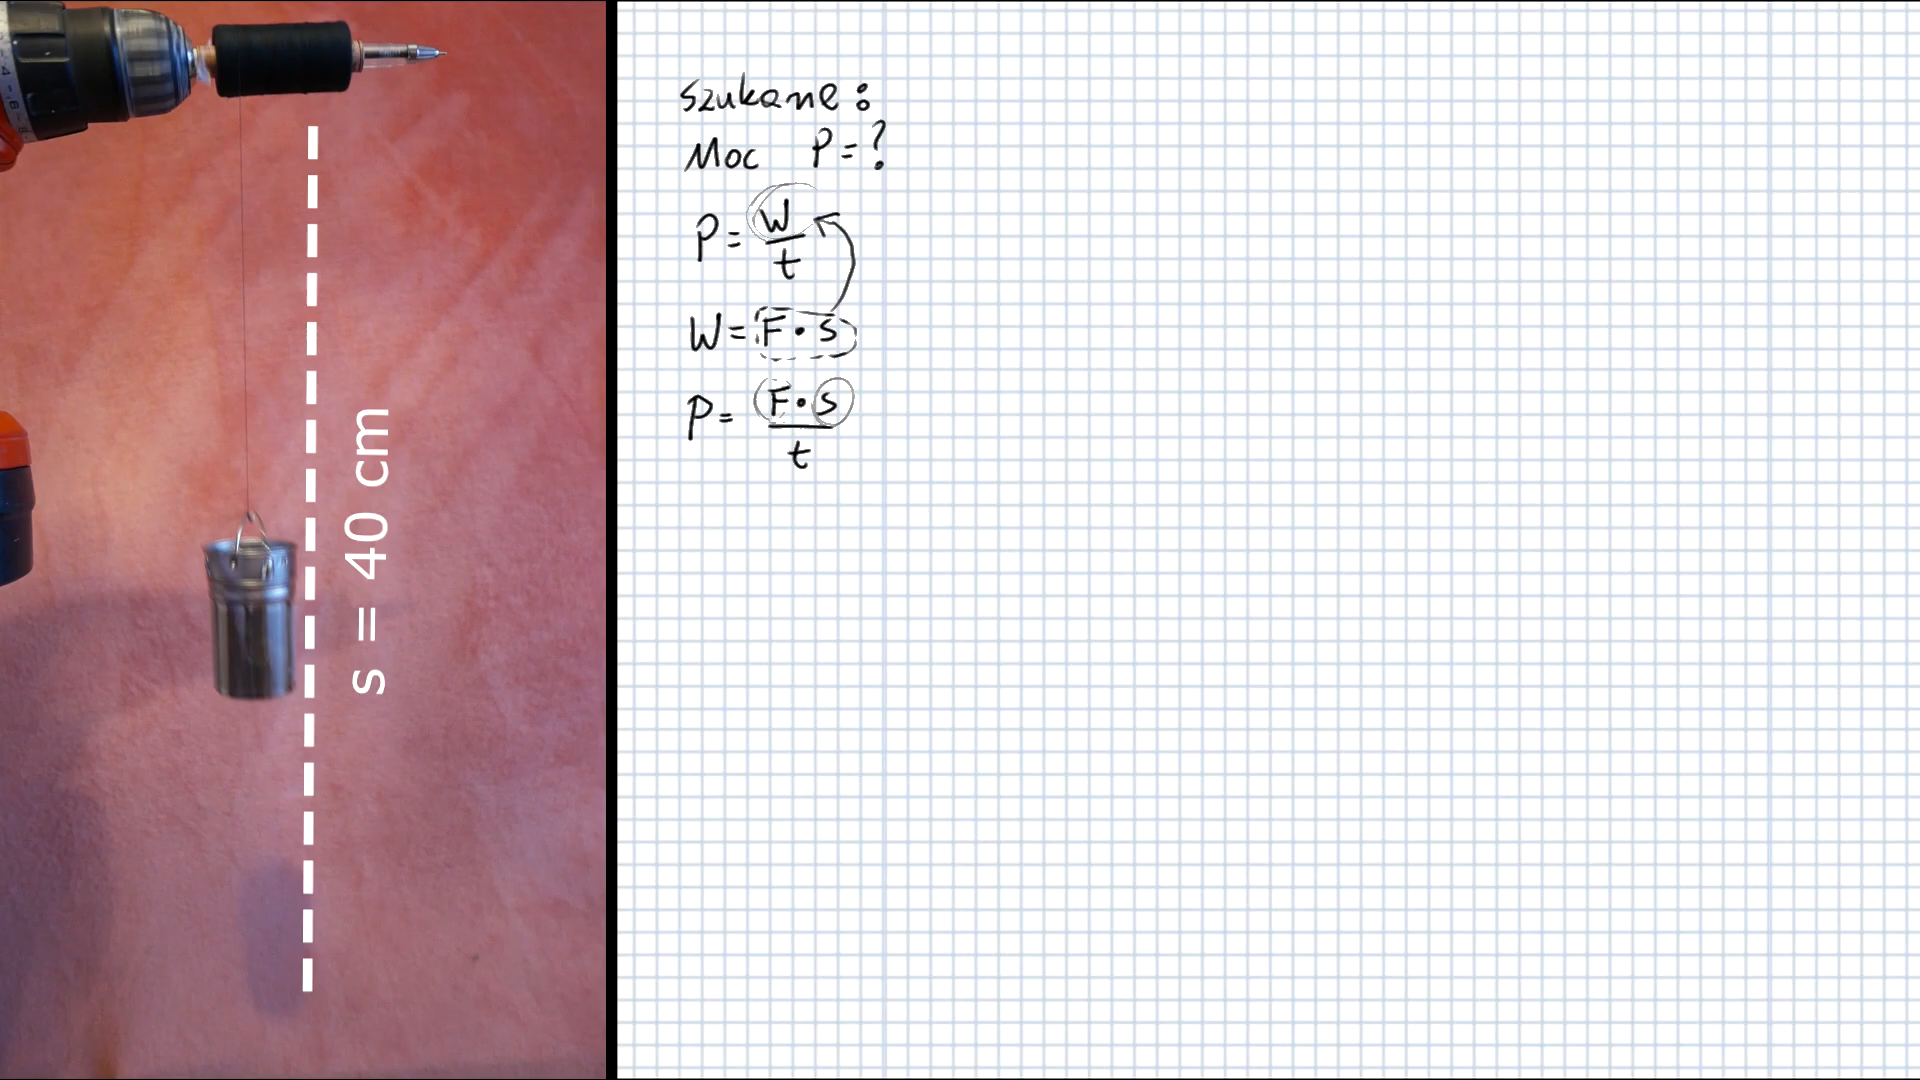 s = 40 cm
Szukane:
Moc P = ?
P = W/t
W = F · s
P = F · s/t